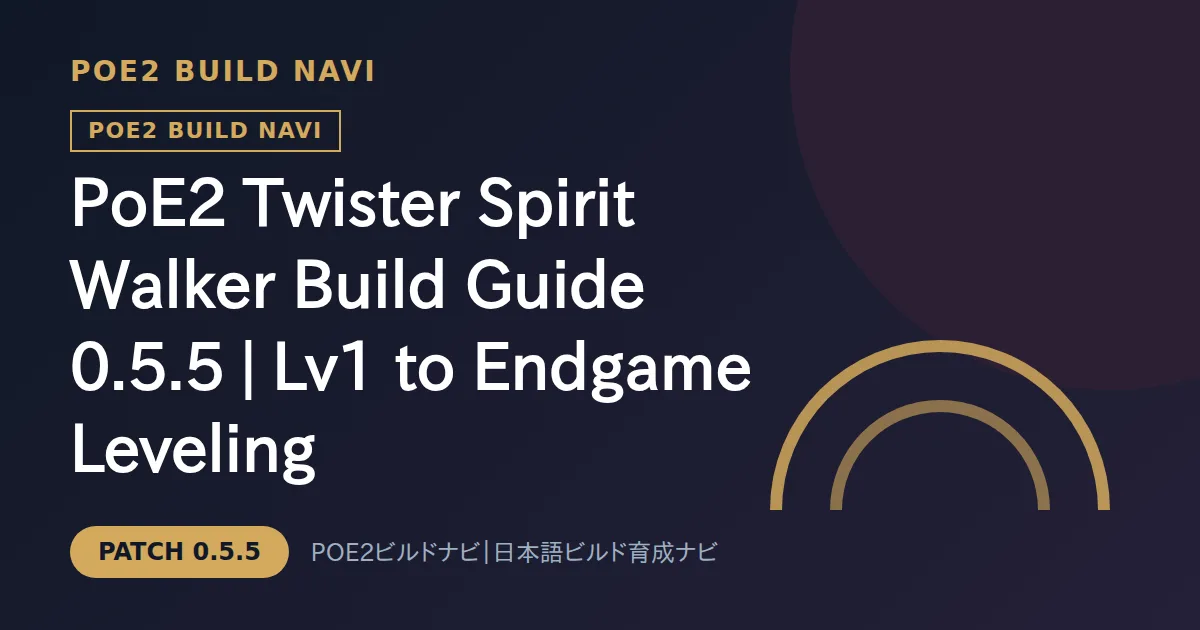 POE2 BUILD NAVI
POE2 BUILD NAVI
PoE2 Twister Spirit
Walker Build Guide
0.5.5 | Lv1 to Endgame
Leveling
PATCH 0.5.5
POE2ビルドナビ|日本語ビルド育成ナビ